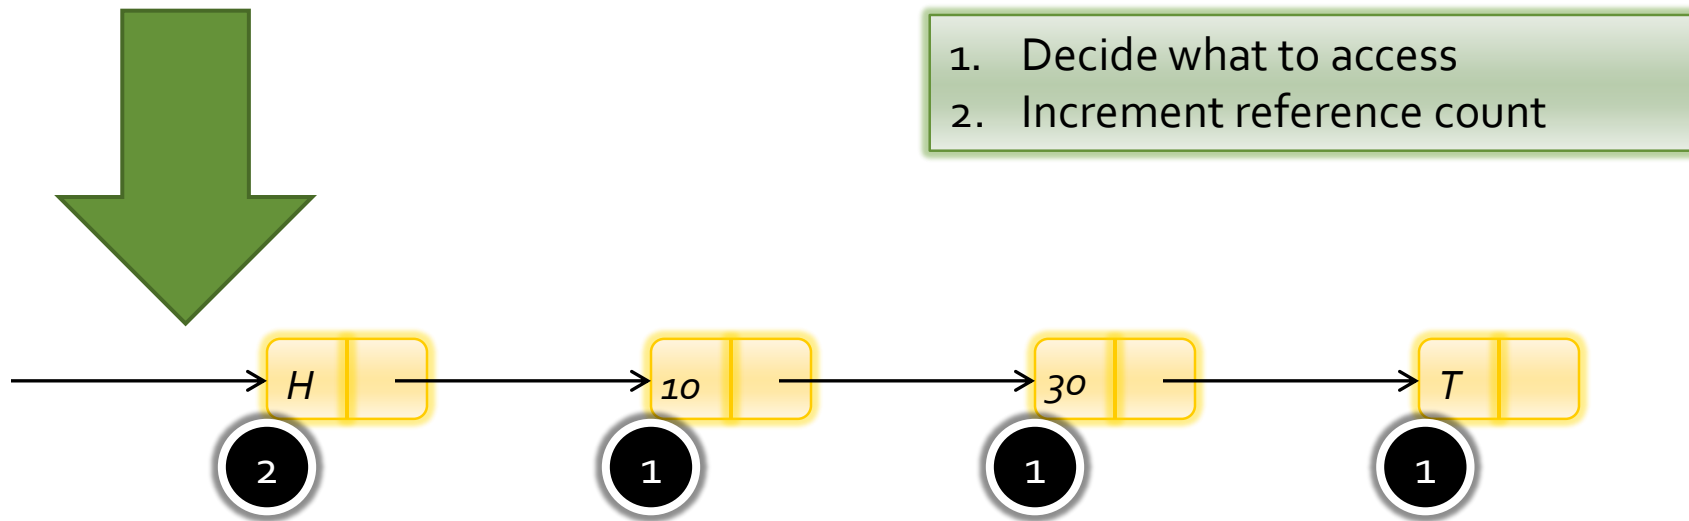 1. Decide what to access
2. Increment reference count
H 10 30 T
2 1 1 1